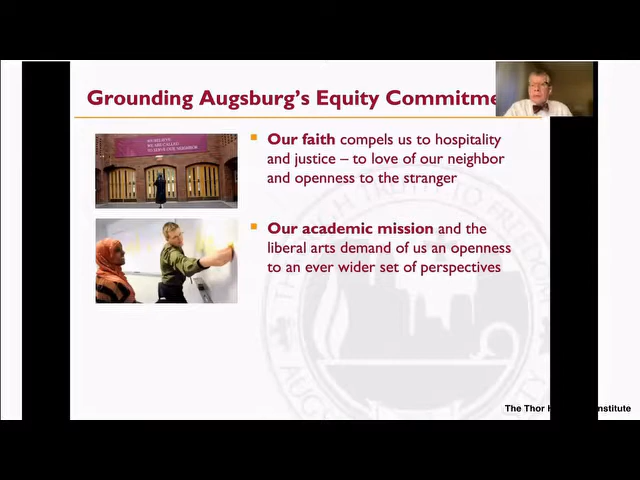 Grounding Augsburg's Equity
Our faith compels us to hospitality
and justice – to love of our neighbor
and openness to the stranger
Our academic mission and the
liberal arts demand of us an openness
to an ever wider set of perspectives
The Thor